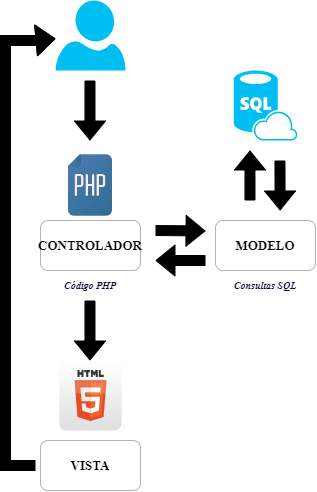 SQL
PHP
CONTROLADOR
MODELO
Código PHP
Consultas SQL
HTML
5
VISTA